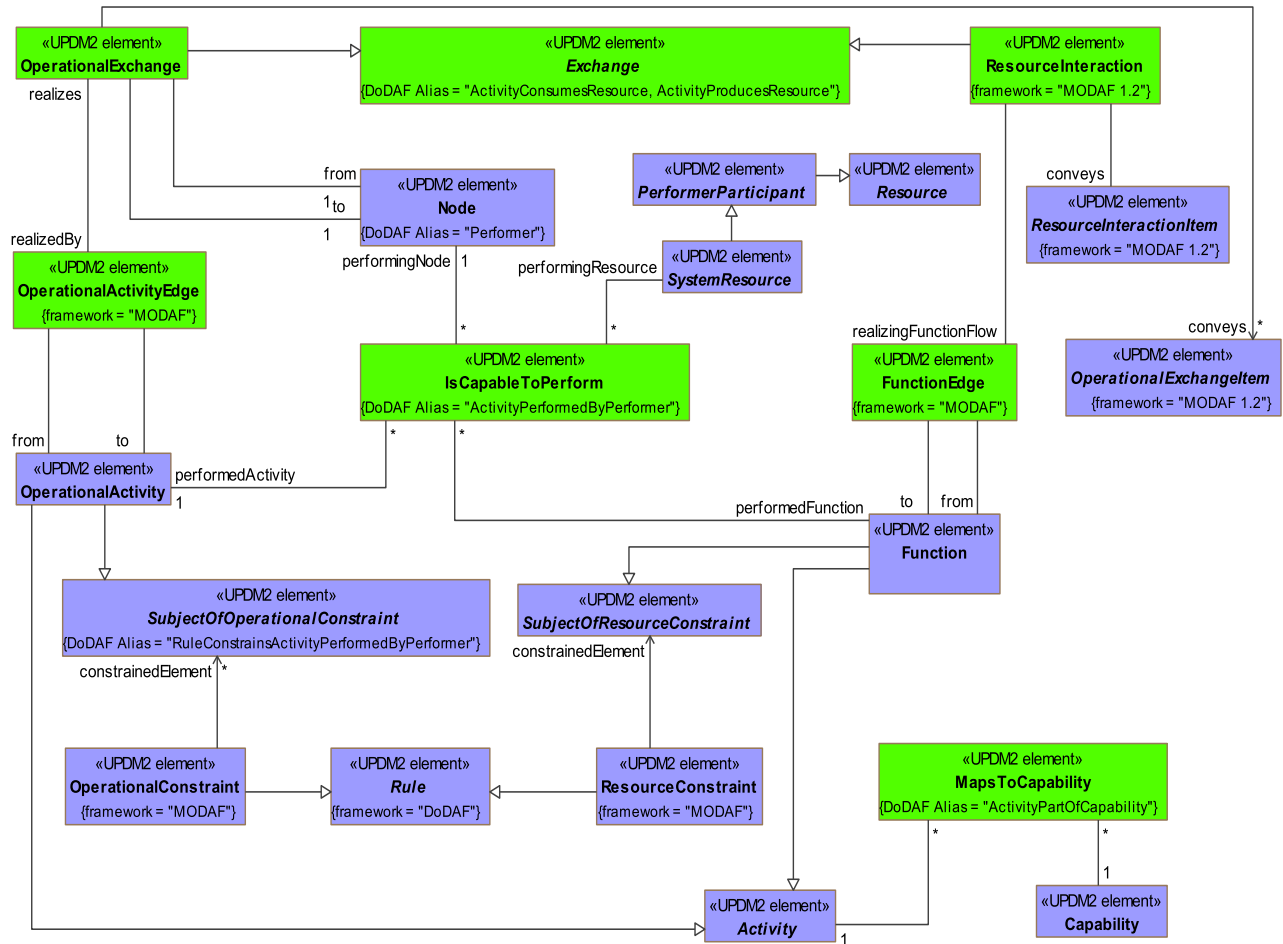 «UPDM2 element»
OperationalExchange
«UPDM2 element»
Exchange
{DoDAF Alias = "ActivityConsumesResource, ActivityProducesResource"}
«UPDM2 element»
ResourceInteraction
{framework = "MODAF 1.2"}
realizes
from
1
to
1
«UPDM2 element»
Node
{DoDAF Alias = "Performer"}
«UPDM2 element»
PerformerParticipant
«UPDM2 element»
Resource
conveys
«UPDM2 element»
ResourceInteractionItem
{framework = "MODAF 1.2"}
realizedBy
«UPDM2 element»
OperationalActivityEdge
{framework = "MODAF"}
performingNode
1
*
performingResource
*
«UPDM2 element»
SystemResource
realizingFunctionFlow
conveys
*
«UPDM2 element»
IsCapableToPerform
{DoDAF Alias = "ActivityPerformedByPerformer"}
«UPDM2 element»
FunctionEdge
{framework = "MODAF"}
«UPDM2 element»
OperationalExchangeItem
{framework = "MODAF 1.2"}
from
to
*
*
«UPDM2 element»
OperationalActivity
performedActivity
1
performedFunction
to
from
«UPDM2 element»
Function
«UPDM2 element»
SubjectOfOperationalConstraint
{DoDAF Alias = "RuleConstrainsActivityPerformedByPerformer"}
«UPDM2 element»
SubjectOfResourceConstraint
constrainedElement
*
constrainedElement
«UPDM2 element»
OperationalConstraint
{framework = "MODAF"}
«UPDM2 element»
Rule
{framework = "DoDAF"}
«UPDM2 element»
ResourceConstraint
{framework = "MODAF"}
«UPDM2 element»
MapsToCapability
{DoDAF Alias = "ActivityPartOfCapability"}
*
*
1
«UPDM2 element»
Activity
1
«UPDM2 element»
Capability